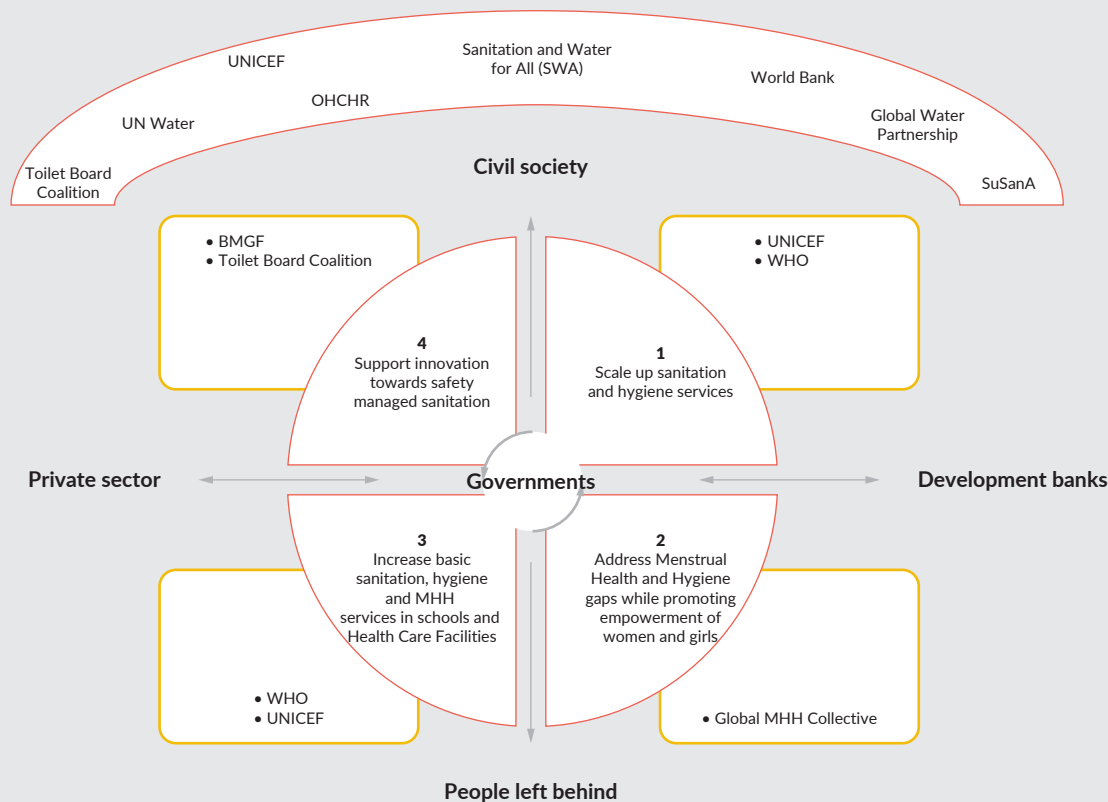 UNICEF
Sanitation and Water
for All (SWA)
World Bank
OHCHR
UN Water
Global Water
Partnership
Toilet Board
Coalition
SuSanA
Civil society
• BMGF
• Toilet Board Coalition
• UNICEF
• WHO
4
Support innovation
towards safety
managed sanitation
1
Scale up sanitation
and hygiene services
Private sector
Governments
Development banks
3
Increase basic
sanitation, hygiene
and MHH
services in schools and
Health Care Facilities
2
Address Menstrual
Health and Hygiene
gaps while promoting
empowerment of
women and girls
• WHO
• UNICEF
• Global MHH Collective
People left behind